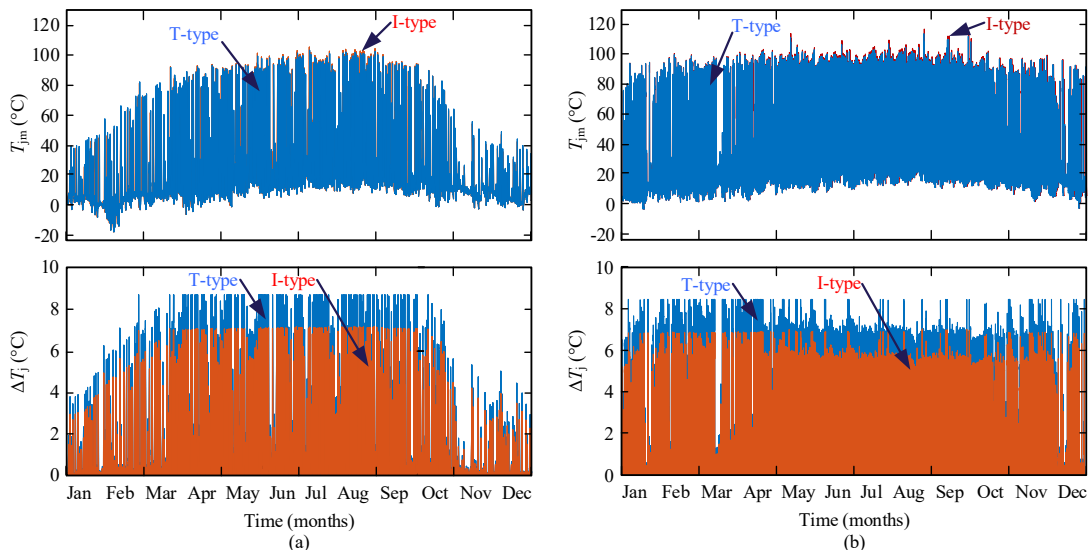 120
100
80
60
40
20
0
-20
Tjm (°C)
T-type
I-type
10
8
6
4
2
0
ΔTj (°C)
T-type
I-type
Jan Feb Mar Apr May Jun Jul Aug Sep Oct Nov Dec
Time (months)
(a)
120
100
80
60
40
20
0
-20
Tjm (°C)
T-type
I-type
10
8
6
4
2
0
ΔTj (°C)
T-type
I-type
Jan Feb Mar Apr May Jun Jul Aug Sep Oct Nov Dec
Time (months)
(b)